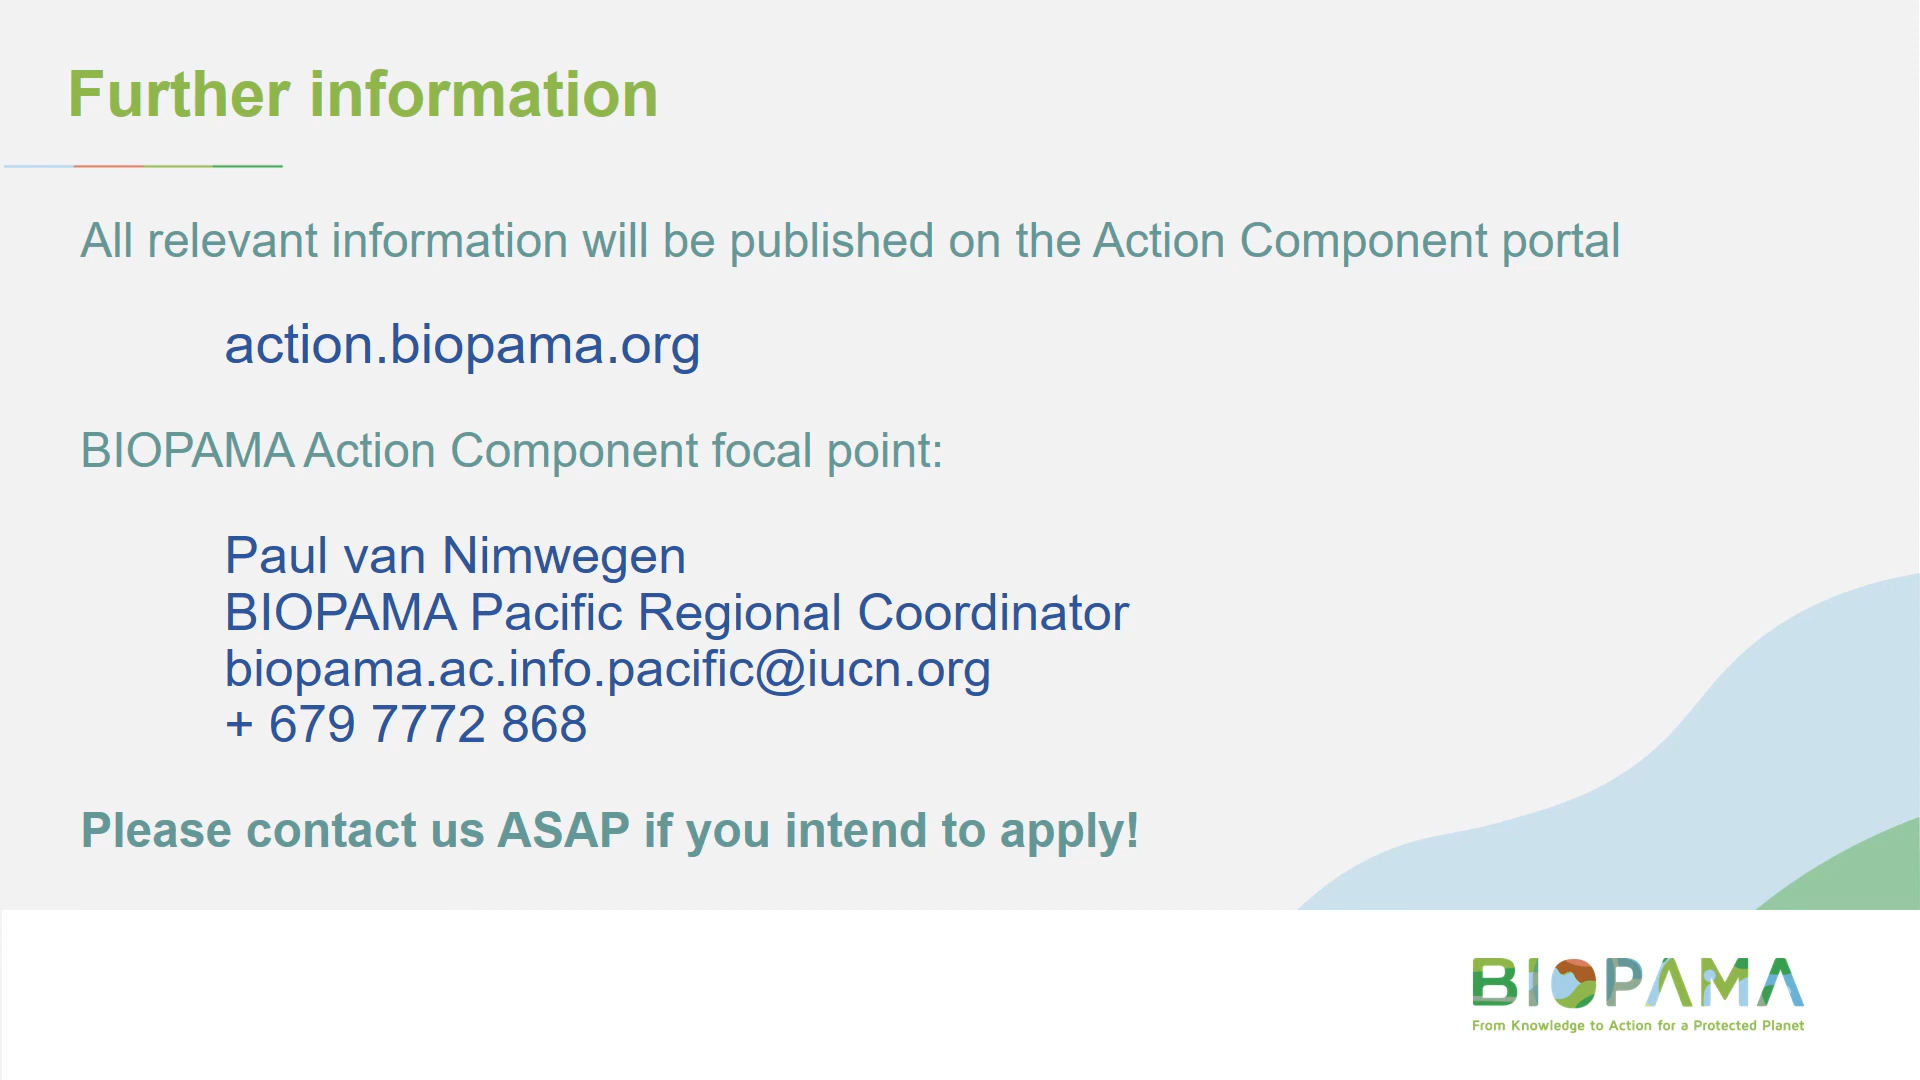 Further information
All relevant information will be published on the Action Component portal
action.biopama.org
BIOPAMA Action Component focal point:
Paul van Nimwegen
BIOPAMA Pacific Regional Coordinator
biopama.ac.info.pacific@iucn.org
+ 679 7772 868
Please contact us ASAP if you intend to apply!
BIOPAMA
From Knowledge to Action for a Protected Planet